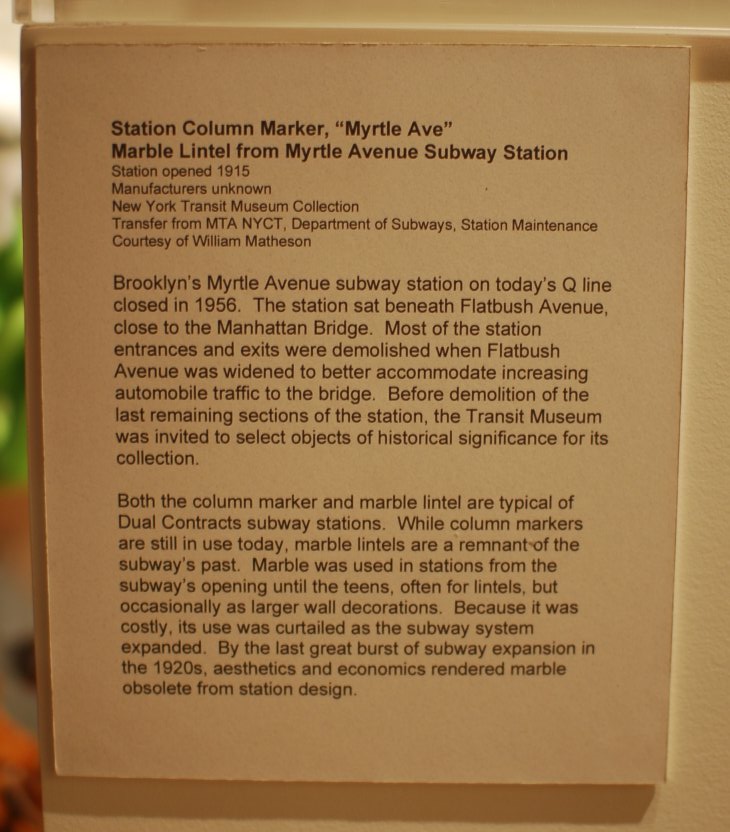 Station Column Marker, “Myrtle Ave”
Marble Lintel from Myrtle Avenue Subway Station
Station opened 1915
Manufacturers unknown
New York Transit Museum Collection
Transfer from MTA NYCT, Department of Subways, Station Maintenance
Courtesy of William Matheson
Brooklyn’s Myrtle Avenue subway station on today’s Q line
closed in 1956.  The station sat beneath Flatbush Avenue,
close to the Manhattan Bridge.  Most of the station
entrances and exits were demolished when Flatbush
Avenue was widened to better accommodate increasing
automobile traffic to the bridge.  Before demolition of the
last remaining sections of the station, the Transit Museum
was invited to select objects of historical significance for its
collection.
Both the column marker and marble lintel are typical of
Dual Contracts subway stations.  While column markers
are still in use today, marble lintels are a remnant of the
subway’s past.  Marble was used in stations from the
subway’s opening until the teens, often for lintels, but
occasionally as larger wall decorations.  Because it was
costly, its use was curtailed as the subway system
expanded.  By the last great burst of subway expansion in
the 1920s, aesthetics and economics rendered marble
obsolete from station design.